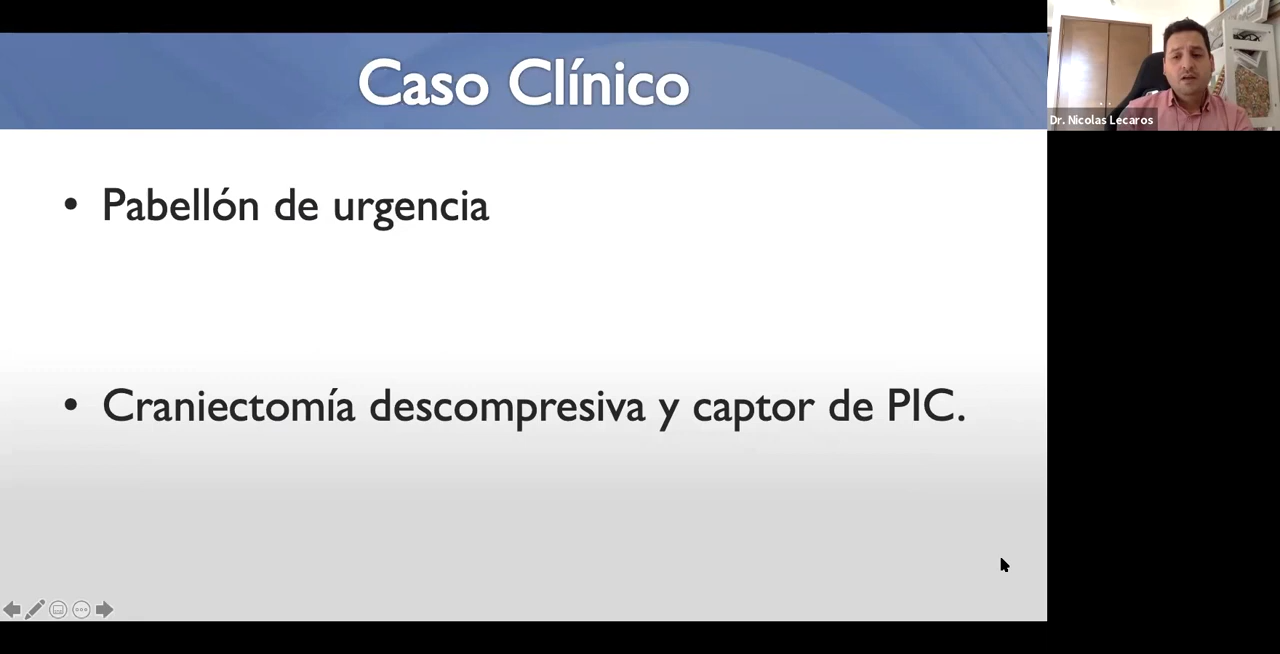 Caso Clínico
Dr. Nicolas Lecaros
• Pabellón de urgencia
• Craniectomía descompresiva y captor de PIC.